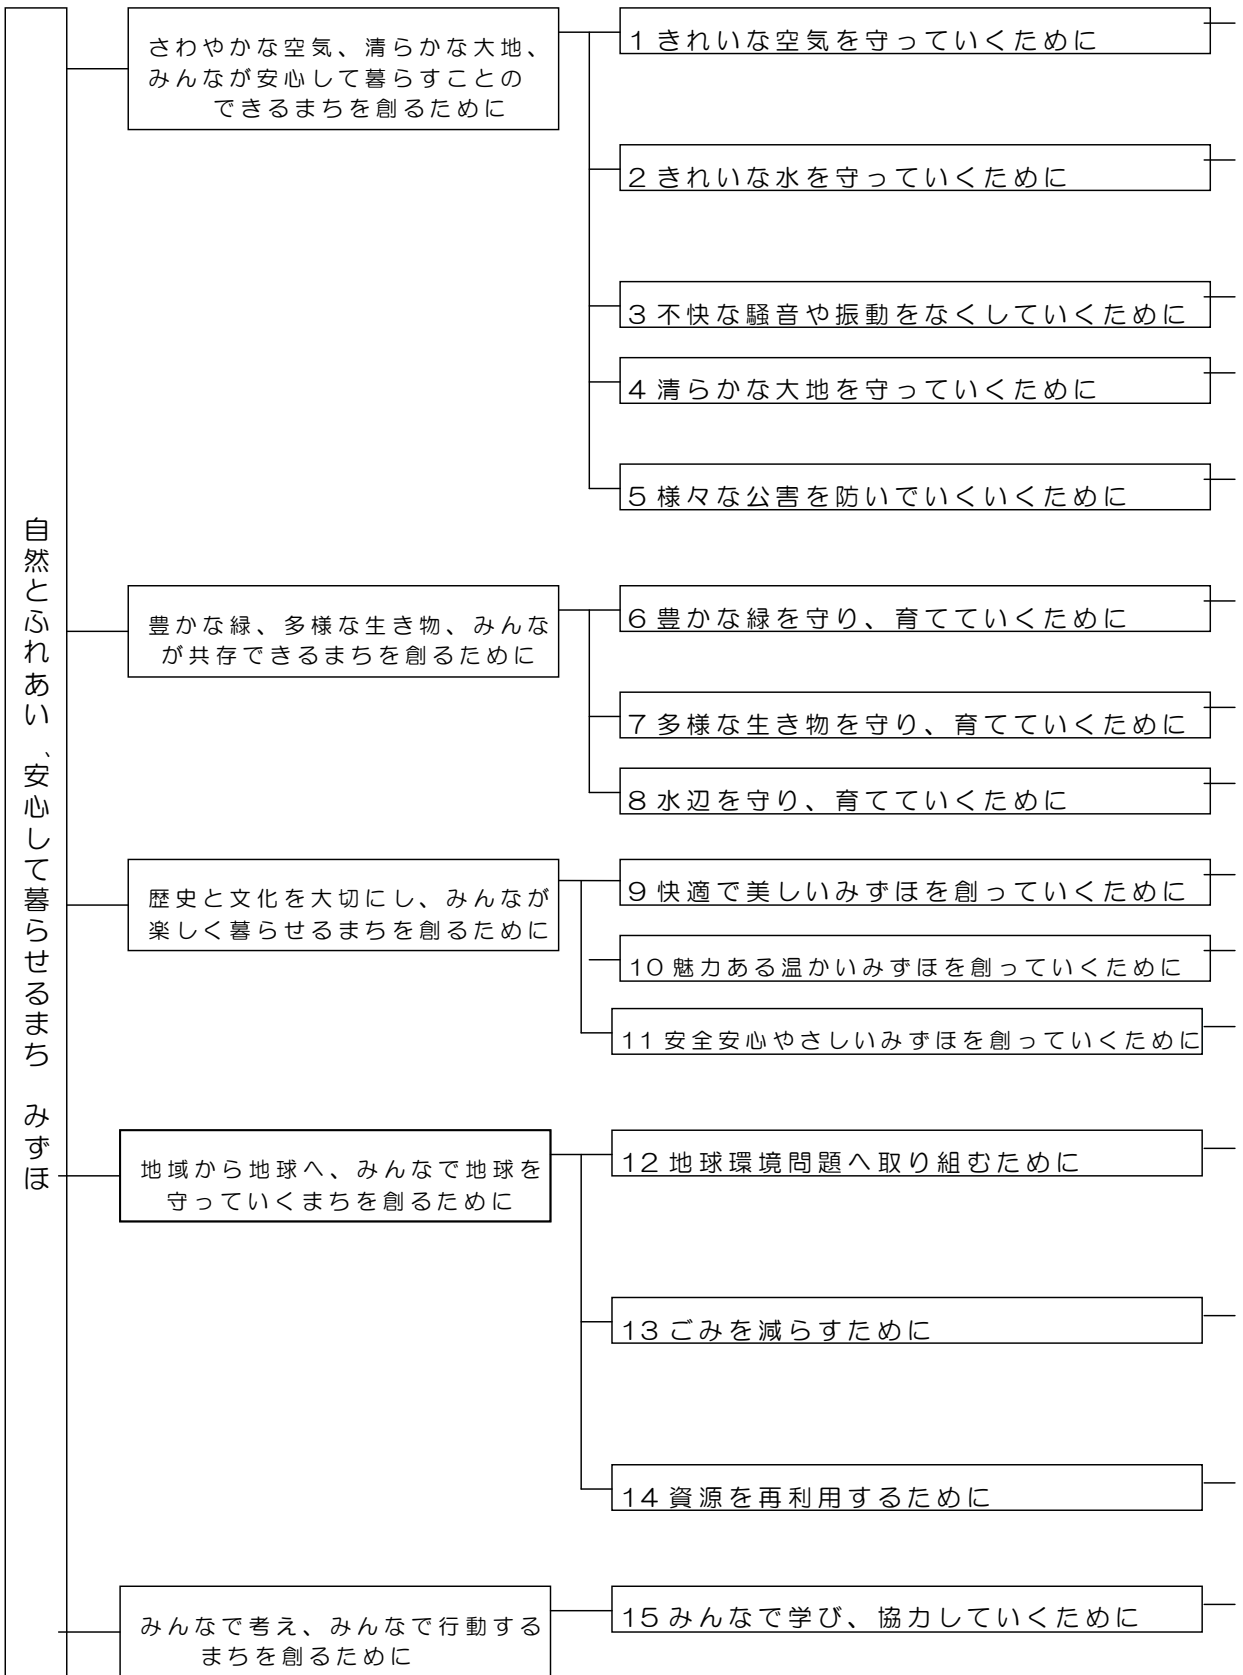 自然とふれあい、安心して暮らせるまち　みずほ
さわやかな空気、清らかな大地、
みんなが安心して暮らすことの
できるまちを創るために
1 きれいな空気を守っていくために
2 きれいな水を守っていくために
3 不快な騒音や振動をなくしていくために
4 清らかな大地を守っていくために
5 様々な公害を防いでいくいくために
豊かな緑、多様な生き物、みんな
が共存できるまちを創るために
6 豊かな緑を守り、育てていくために
7 多様な生き物を守り、育てていくために
8 水辺を守り、育てていくために
歴史と文化を大切にし、みんなが
楽しく暮らせるまちを創るために
9 快適で美しいみずほを創っていくために
10 魅力ある温かいみずほを創っていくために
11 安全安心やさしいみずほを創っていくために
地域から地球へ、みんなで地球を
守っていくまちを創るために
12 地球環境問題へ取り組むために
13 ごみを減らすために
14 資源を再利用するために
みんなで考え、みんなで行動する
まちを創るために
15 みんなで学び、協力していくために